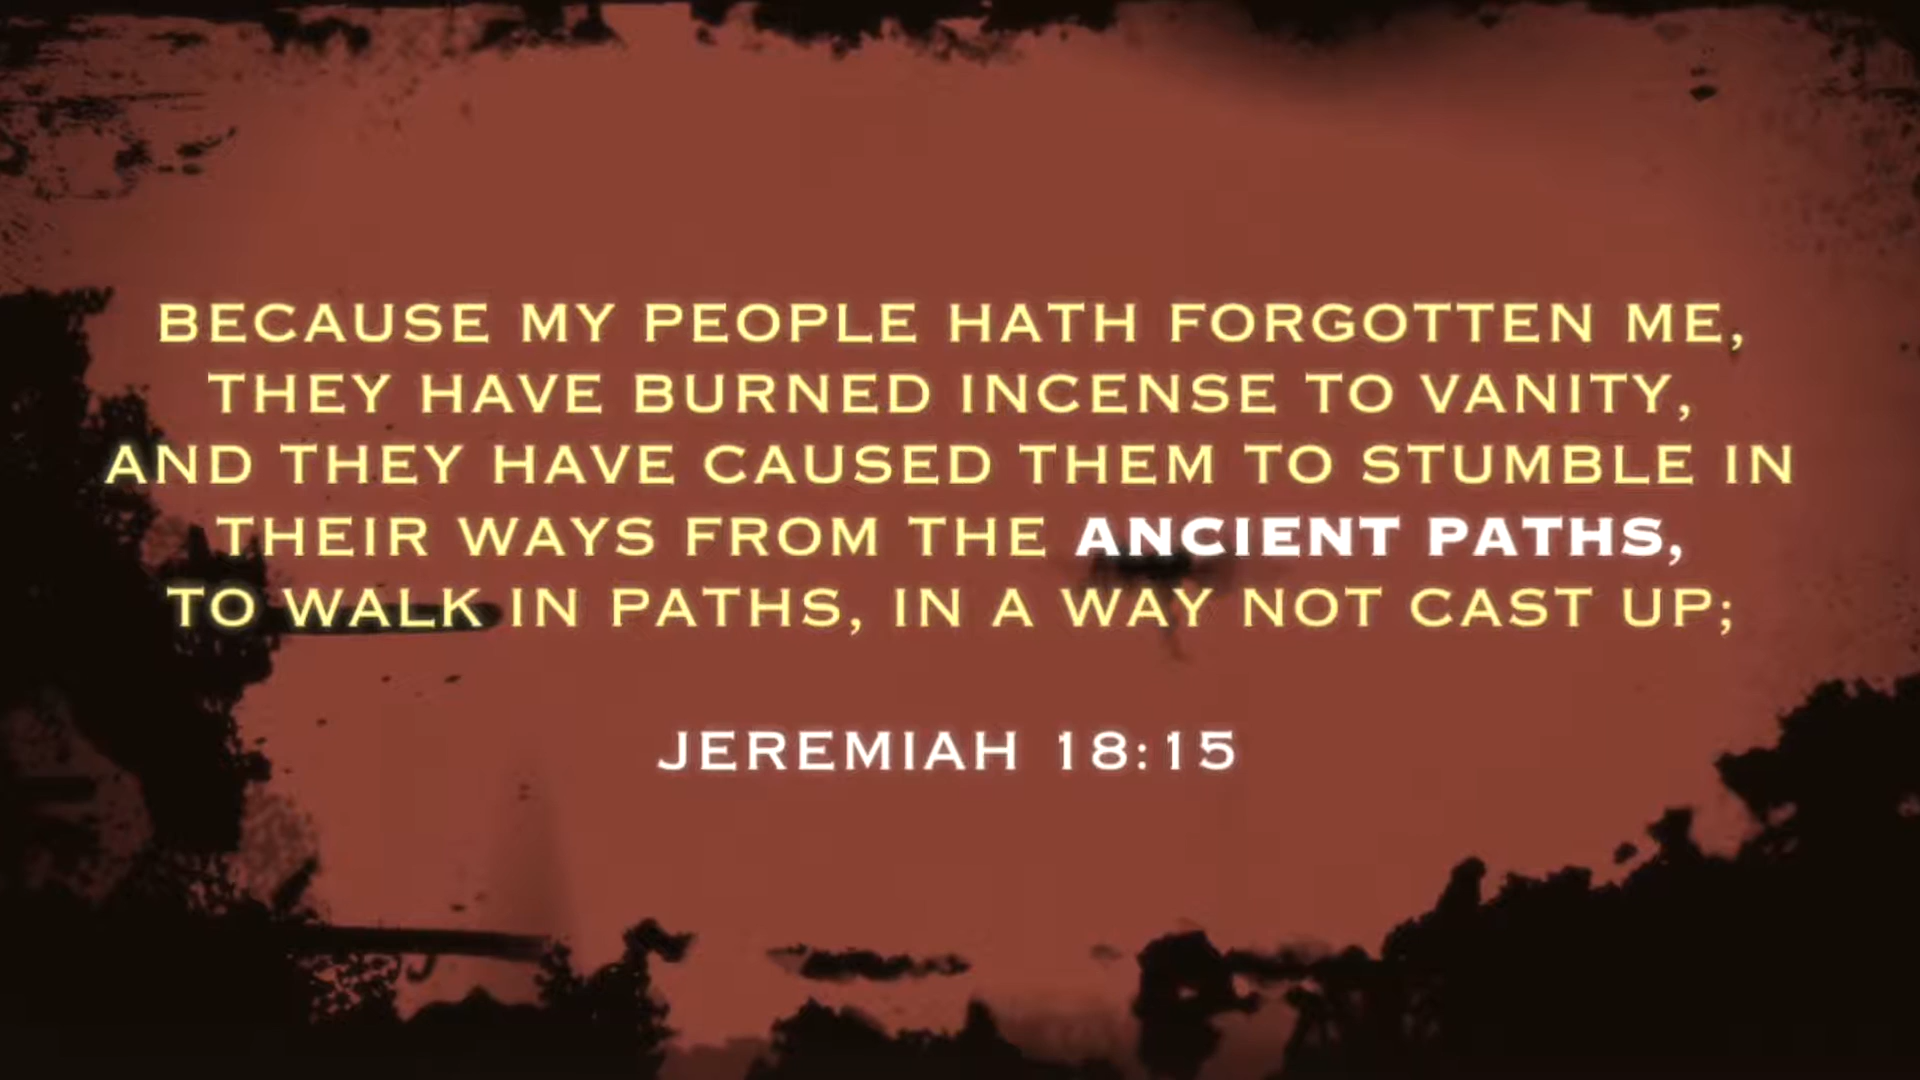 BECAUSE MY PEOPLE HATH FORGOTTEN ME,
THEY HAVE BURNED INCENSE TO VANITY,
AND THEY HAVE CAUSED THEM TO STUMBLE IN
THEIR WAYS FROM THE ANCIENT PATHS,
TO WALK IN PATHS, IN A WAY NOT CAST UP;
JEREMIAH 18:15